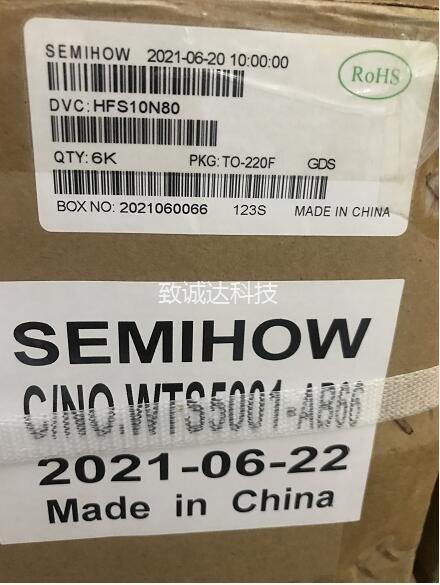 SEMIHOW 2021-06-20 10:00:00
RoHS
DVC:HFS10N80
QTY:6K PKG:TO-220F GDS
BOX NO: 2021060066 123S MADE IN CHINA
致诚达科技
SEMIHOW
C/NO.WTS5001-AB66
2021-06-22
Made in China